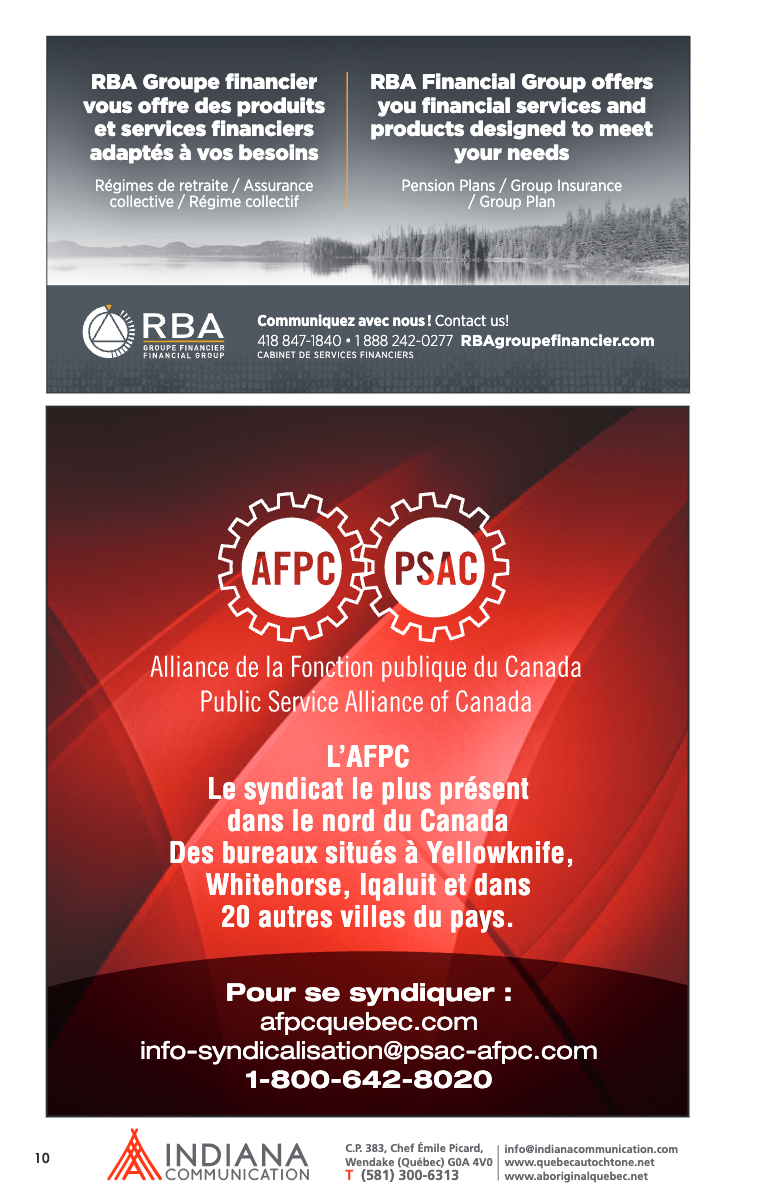 RBA Groupe financier
vous offre des produits
et services financiers
adaptés à vos besoins
Régimes de retraite / Assurance
collective / Régime collectif
RBA Financial Group offers
you financial services and
products designed to meet
your needs
Pension Plans / Group Insurance
/ Group Plan
RBA
GROUPE FINANCIER
FINANCIAL GROUP
Communiquez avec nous ! Contact us!
418 847-1840 • 1 888 242-0277 RBAgroupefinancier.com
CABINET DE SERVICES FINANCIERS
AFPC PSAC
Alliance de la Fonction publique du Canada
Public Service Alliance of Canada
L’AFPC
Le syndicat le plus présent
dans le nord du Canada
Des bureaux situés à Yellowknife,
Whitehorse, Iqaluit et dans
20 autres villes du pays.
Pour se syndiquer :
afpcquebec.com
info-syndicalisation@psac-afpc.com
1-800-642-8020
10
INDIANA
COMMUNICATION
C.P. 383, Chef Émile Picard,
Wendake (Québec) G0A 4V0
T (581) 300-6313
info@indianacommunication.com
www.quebecautochtone.net
www.aboriginalquebec.net